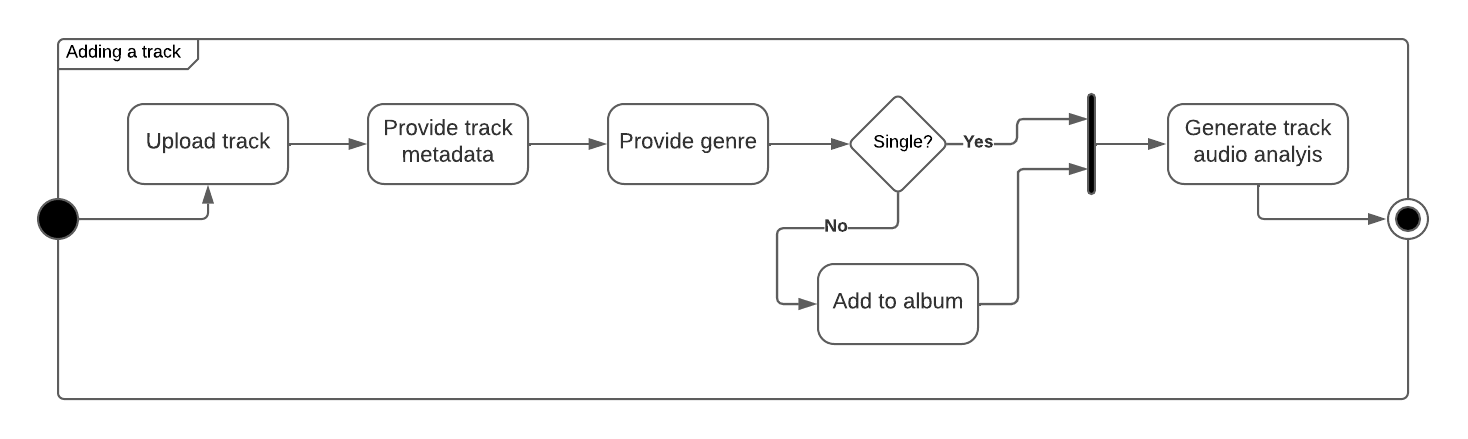 Adding a track
Upload track
Provide track
metadata
Provide genre
Single?
Yes
Generate track
audio analyis
No
Add to album